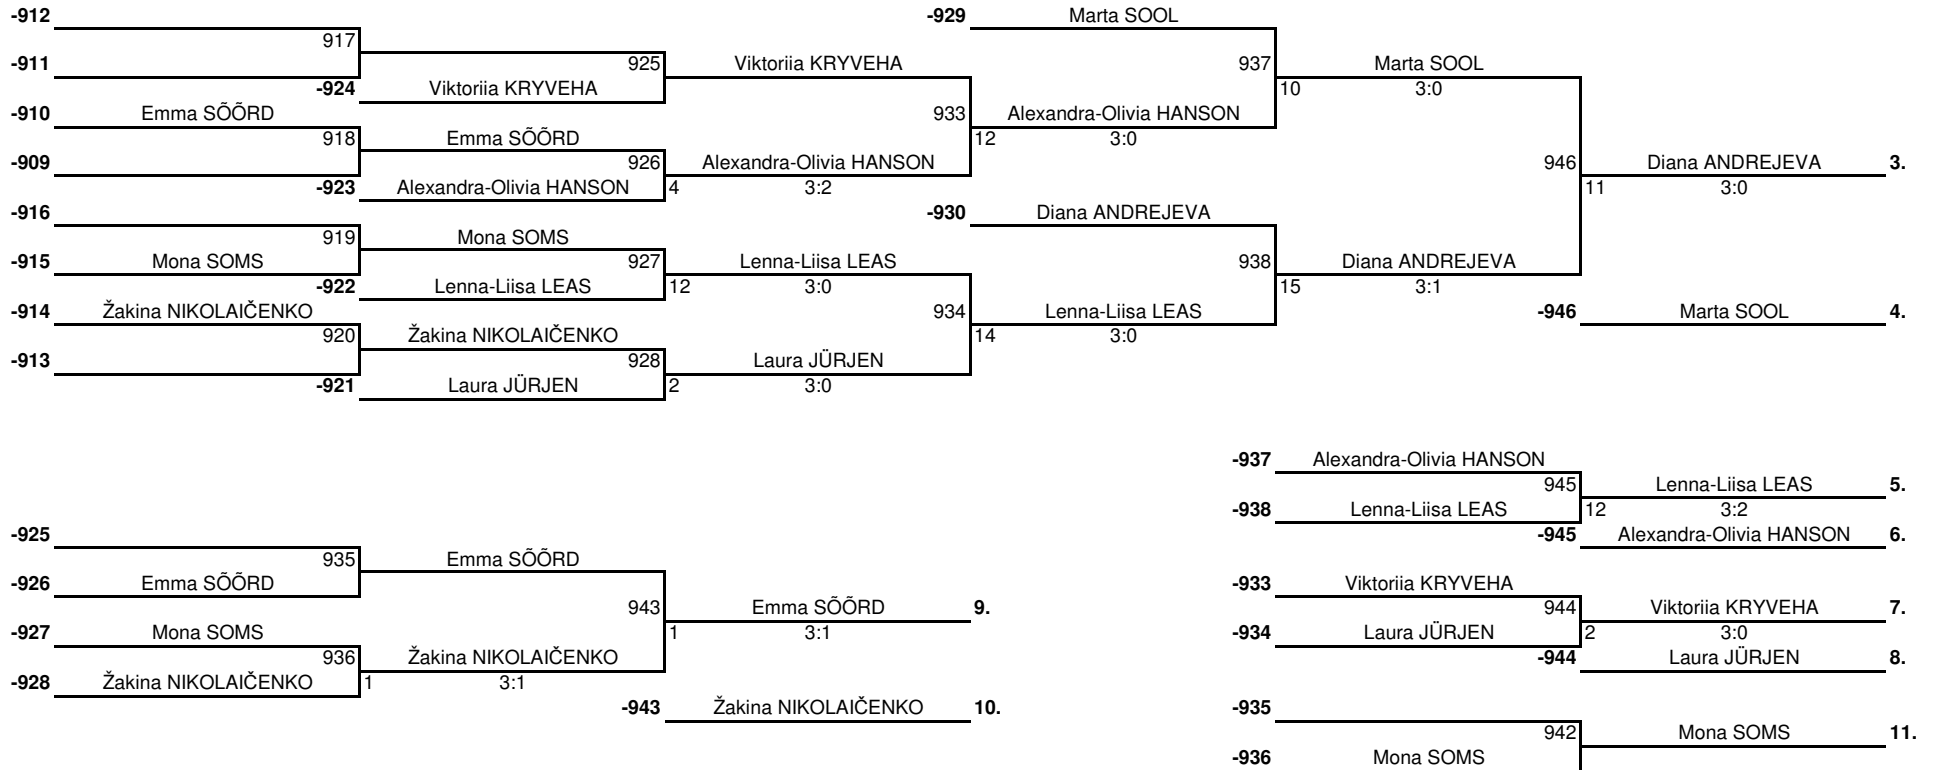 -912 -929 Marta SOOL
917
-911 925 Viktoriia KRYVEHA 937 Marta SOOL
-924 Viktoriia KRYVEHA 10 3:0
-910 Emma SÕÕRD 933 Alexandra-Olivia HANSON
918 Emma SÕÕRD 12 3:0
-909 926 Alexandra-Olivia HANSON 946 Diana ANDREJEVA 3.
-923 Alexandra-Olivia HANSON 4 3:2 11 3:0
-916 -930 Diana ANDREJEVA
919 Mona SOMS
-915 Mona SOMS 927 Lenna-Liisa LEAS 938 Diana ANDREJEVA
-922 Lenna-Liisa LEAS 12 3:0 15 3:1
-914 Žakina NIKOLAIČENKO 934 Lenna-Liisa LEAS -946 Marta SOOL 4.
920 Žakina NIKOLAIČENKO 14 3:0
-913 928 Laura JÜRJEN
-921 Laura JÜRJEN 2 3:0
-937 Alexandra-Olivia HANSON
945 Lenna-Liisa LEAS 5.
-938 Lenna-Liisa LEAS 12 3:2
-925 -945 Alexandra-Olivia HANSON 6.
935 Emma SÕÕRD
-926 Emma SÕÕRD -933 Viktoriia KRYVEHA
943 Emma SÕÕRD 9. 944 Viktoriia KRYVEHA 7.
-927 Mona SOMS 1 3:1 -934 Laura JÜRJEN 2 3:0
936 Žakina NIKOLAIČENKO -944 Laura JÜRJEN 8.
-928 Žakina NIKOLAIČENKO 1 3:1
-943 Žakina NIKOLAIČENKO 10. -935
942 Mona SOMS 11.
-936 Mona SOMS